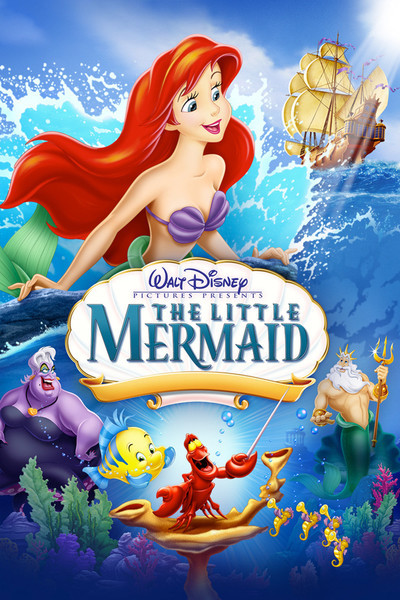 WALT DISNEY
PICTURES PRESENTS
THE LITTLE
MERMAID